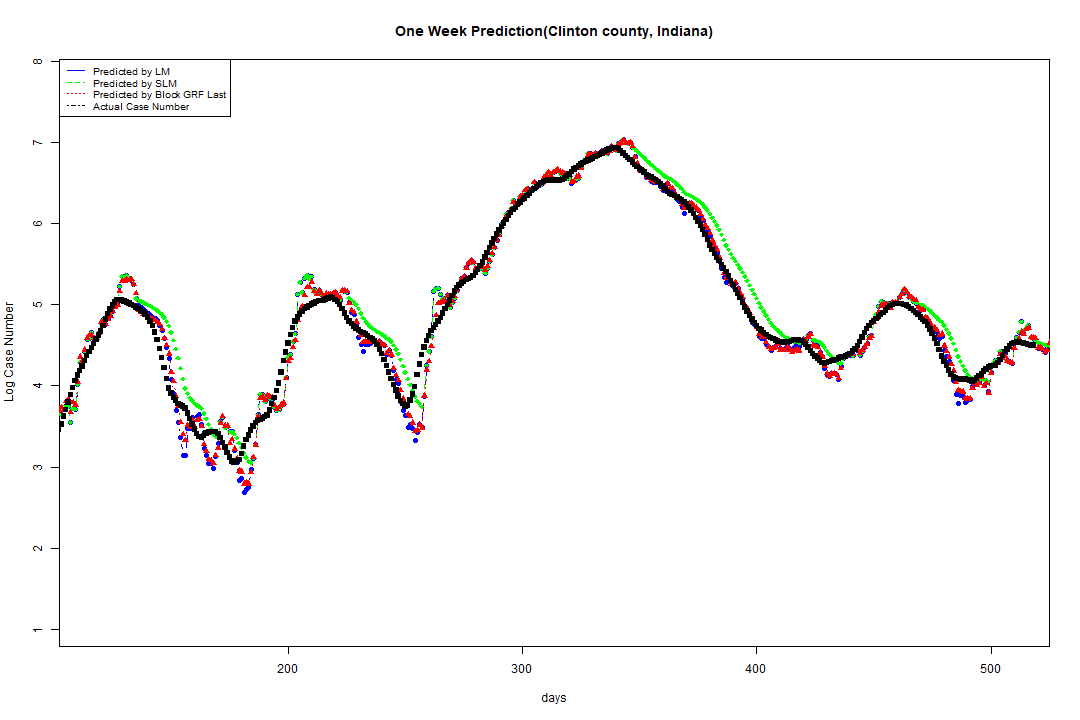 One Week Prediction(Clinton county, Indiana)
Predicted by LM
Predicted by SLM
Predicted by Block GRF Last
Actual Case Number
8
7
6
5
4
3
2
1
Log Case Number
200
300
400
500
days